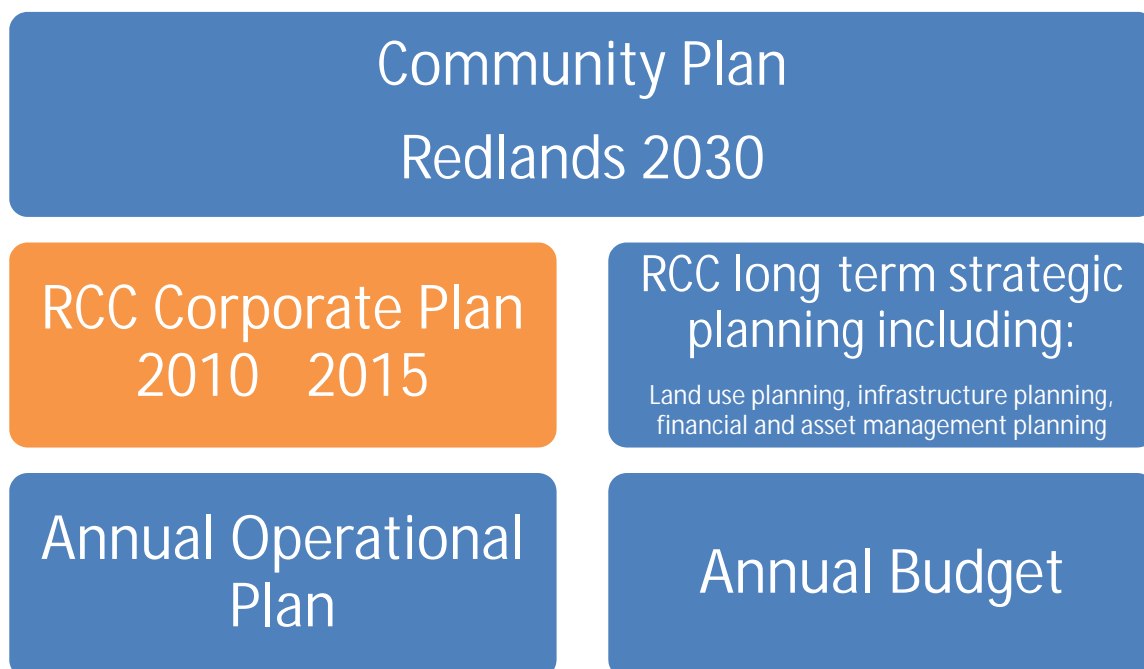 Community Plan
Redlands 2030
RCC Corporate Plan
2010 2015
RCC long term strategic
planning including:
Land use planning, infrastructure planning,
financial and asset management planning
Annual Operational
Plan
Annual Budget